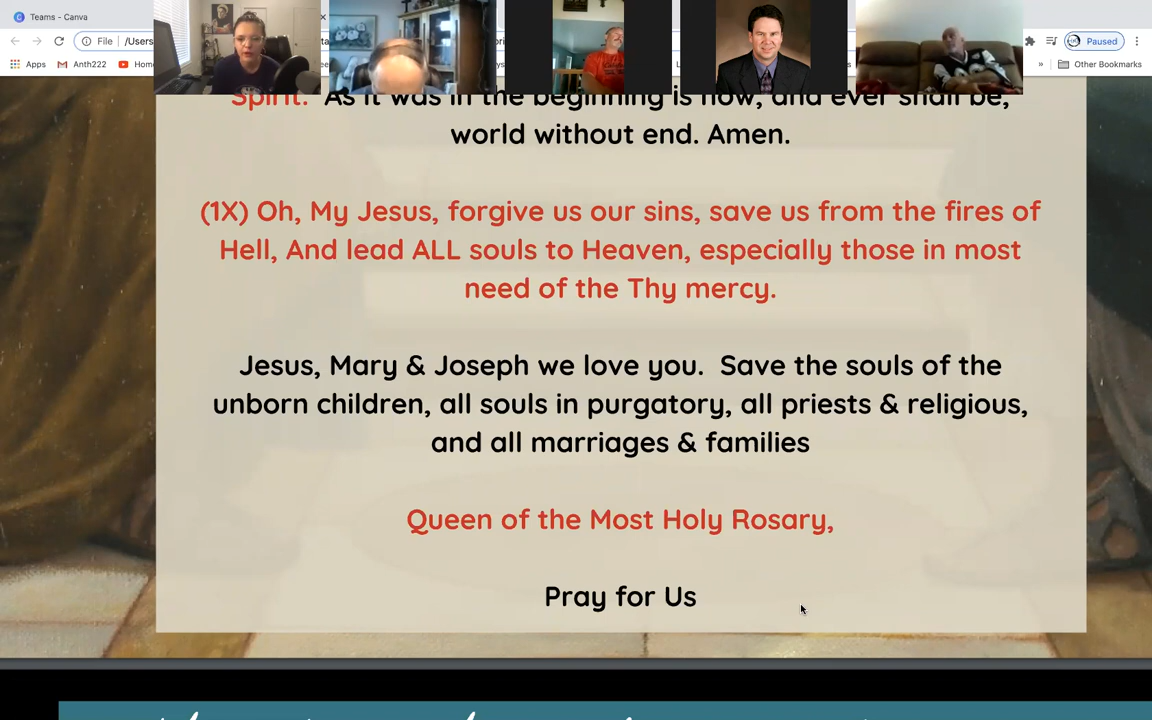 Teams - Canva
File /Users
Paused
Apps Anth222 Hom
» Other Bookmarks
Spirit. As it was in the beginning is now, and ever shall be,
world without end. Amen.
(1X) Oh, My Jesus, forgive us our sins, save us from the fires of
Hell, And lead ALL souls to Heaven, especially those in most
need of the Thy mercy.
Jesus, Mary & Joseph we love you. Save the souls of the
unborn children, all souls in purgatory, all priests & religious,
and all marriages & families
Queen of the Most Holy Rosary,
Pray for Us